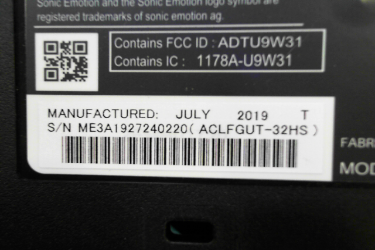 Sonic Emotion and the Sonic Emotion logo symbol are
registered trademarks of sonic emotion.
Contains FCC ID : ADTU9W31
Contains IC : 1178A-U9W31
MANUFACTURED: JULY 2019 T
S/N ME3A1927240220( ACLFGUT-32HS )
FABR
MOD